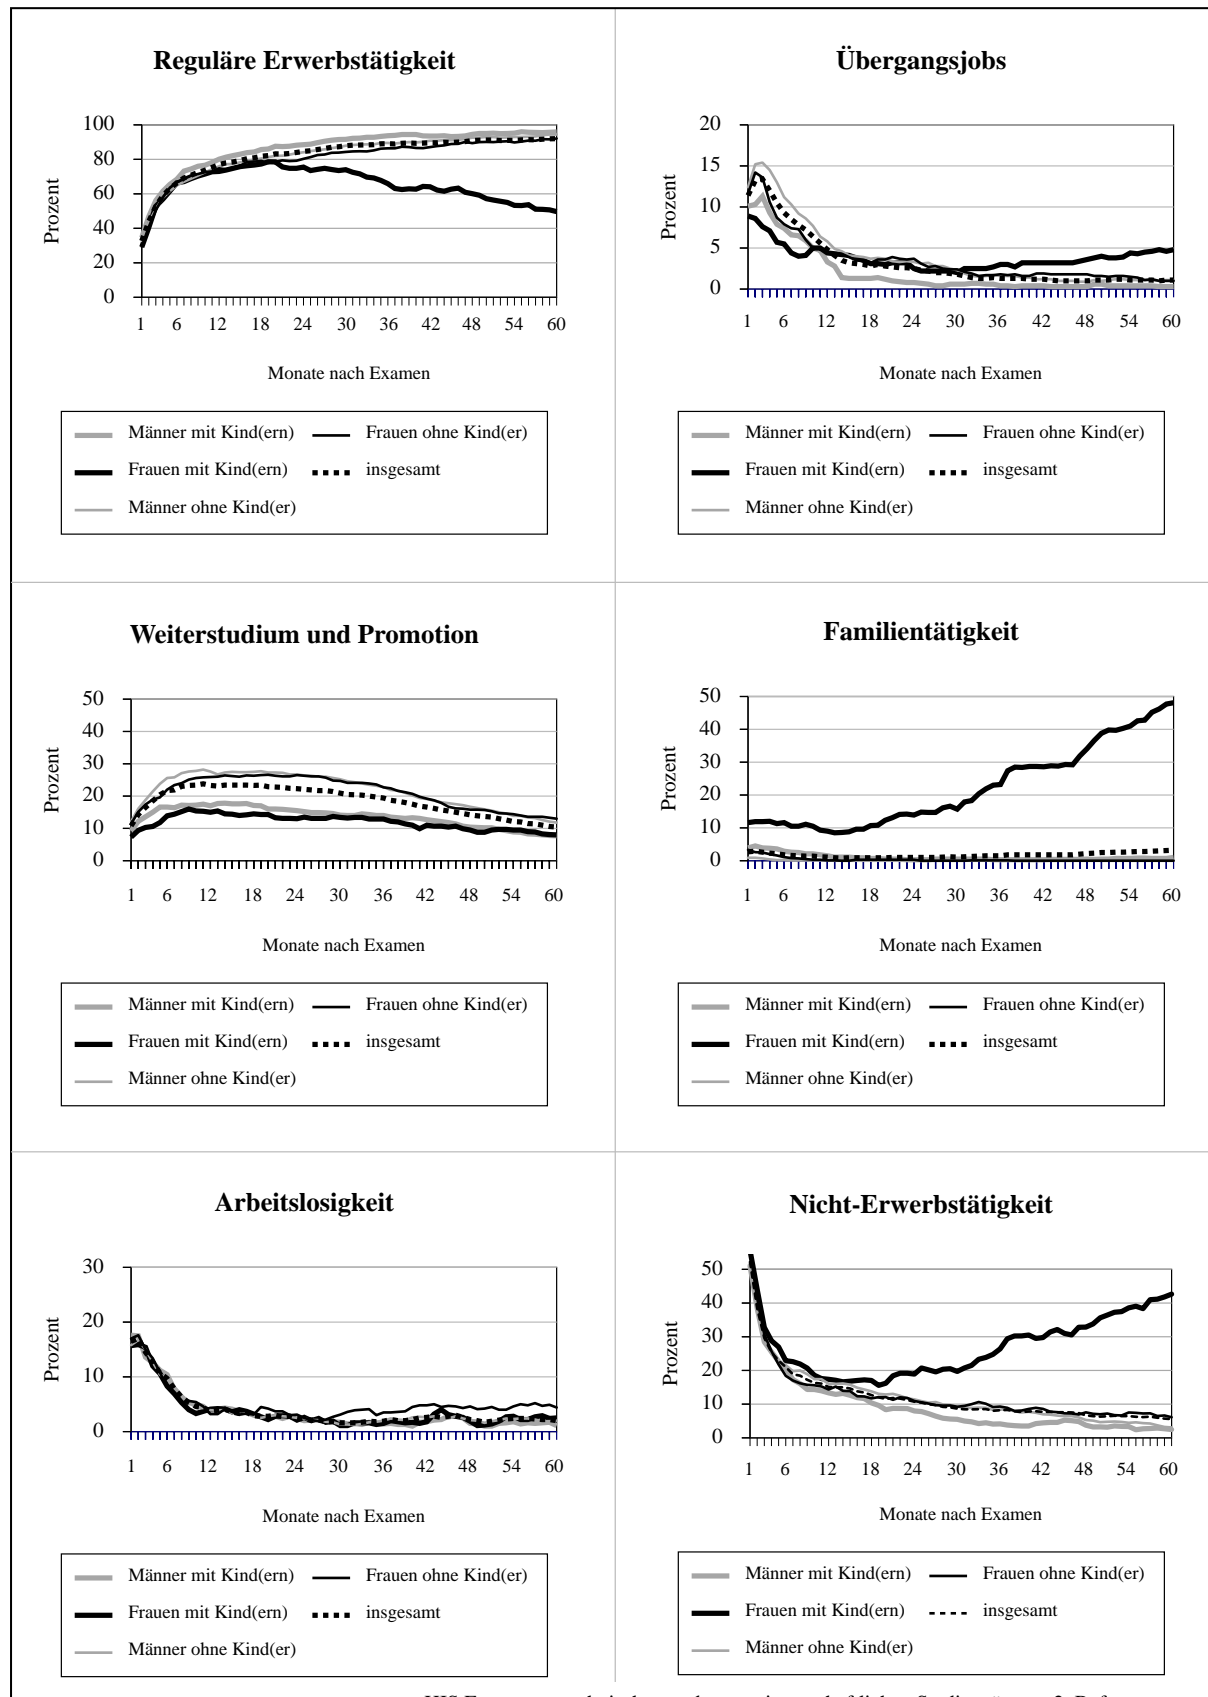 Reguläre Erwerbstätigkeit
100
80
60
40
20
0
Prozent
1 6 12 18 24 30 36 42 48 54 60
Monate nach Examen
Männer mit Kind(ern) Frauen ohne Kind(er)
Frauen mit Kind(ern) insgesamt
Männer ohne Kind(er)
Übergangsjobs
20
15
10
5
0
Prozent
1 6 12 18 24 30 36 42 48 54 60
Monate nach Examen
Männer mit Kind(ern) Frauen ohne Kind(er)
Frauen mit Kind(ern) insgesamt
Männer ohne Kind(er)
Weiterstudium und Promotion
50
40
30
20
10
0
Prozent
1 6 12 18 24 30 36 42 48 54 60
Monate nach Examen
Männer mit Kind(ern) Frauen ohne Kind(er)
Frauen mit Kind(ern) insgesamt
Männer ohne Kind(er)
Familientätigkeit
50
40
30
20
10
0
Prozent
1 6 12 18 24 30 36 42 48 54 60
Monate nach Examen
Männer mit Kind(ern) Frauen ohne Kind(er)
Frauen mit Kind(ern) insgesamt
Männer ohne Kind(er)
Arbeitslosigkeit
30
20
10
0
Prozent
1 6 12 18 24 30 36 42 48 54 60
Monate nach Examen
Männer mit Kind(ern) Frauen ohne Kind(er)
Frauen mit Kind(ern) insgesamt
Männer ohne Kind(er)
Nicht-Erwerbstätigkeit
50
40
30
20
10
0
Prozent
1 6 12 18 24 30 36 42 48 54 60
Monate nach Examen
Männer mit Kind(ern) Frauen ohne Kind(er)
Frauen mit Kind(ern) insgesamt
Männer ohne Kind(er)